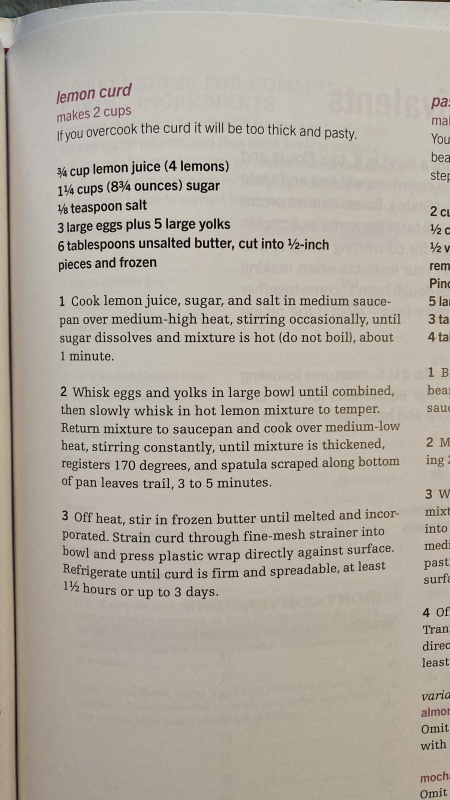 lemon curd
makes 2 cups
If you overcook the curd it will be too thick and pasty.
¾ cup lemon juice (4 lemons)
1¼ cups (8¾ ounces) sugar
⅛ teaspoon salt
3 large eggs plus 5 large yolks
6 tablespoons unsalted butter, cut into ½-inch
pieces and frozen
1 Cook lemon juice, sugar, and salt in medium sauce-
pan over medium-high heat, stirring occasionally, until
sugar dissolves and mixture is hot (do not boil), about
1 minute.
2 Whisk eggs and yolks in large bowl until combined,
then slowly whisk in hot lemon mixture to temper.
Return mixture to saucepan and cook over medium-low
heat, stirring constantly, until mixture is thickened,
registers 170 degrees, and spatula scraped along bottom
of pan leaves trail, 3 to 5 minutes.
3 Off heat, stir in frozen butter until melted and incor-
porated. Strain curd through fine-mesh strainer into
bowl and press plastic wrap directly against surface.
Refrigerate until curd is firm and spreadable, at least
1½ hours or up to 3 days.
You
2 cu
½ c
½ v
rem
Pinc
5 la
3 ta
4 ta
1 B
bear
sauc
2 M
ing 2
3 W
mixt
into
medi
past
surfa
4 Of
Tran
direc
least
varia
almon
Omit
with
moch
Omit